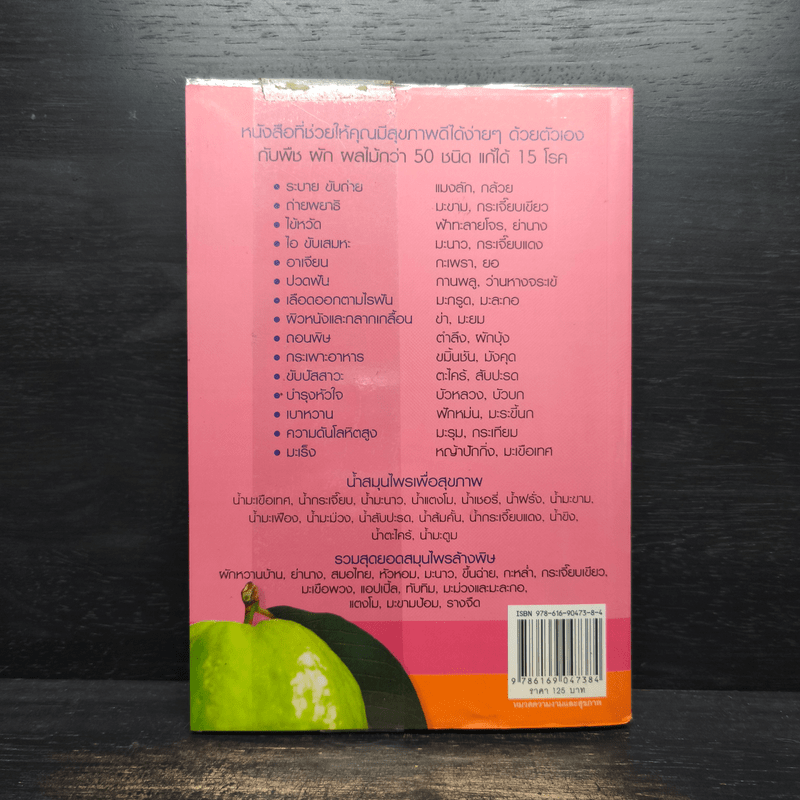 หนังสือที่ช่วยให้คุณมีสุขภาพดีได้ง่ายๆ ด้วยตัวเอง
กับพืช ผัก ผลไม้กว่า 50 ชนิด แก้ได้ 15 โรค
• ระบาย ขับถ่าย แมงลัก, กล้วย
• ถ่ายพยาธิ มะขาม, กระเจี๊ยบเขียว
• ไข้หวัด ฟ้าทะลายโจร, ย่านาง
• ไอ ขับเสมหะ มะนาว, กระเจี๊ยบแดง
• อาเจียน กะเพรา, ยอ
• ปวดฟัน กานพลู, ว่านหางจระเข้
• เลือดออกตามไรฟัน มะกรูด, มะละกอ
• ผิวหนังและกลากเกลื้อน ข่า, มะยม
• ถอนพิษ ตำลึง, ผักบุ้ง
• กระเพาะอาหาร ขมิ้นชัน, มังคุด
• ขับปัสสาวะ ตะไคร้, สับปะรด
• บำรุงหัวใจ บัวหลวง, บัวบก
• เบาหวาน ฟักหม่น, มะระขี้นก
• ความดันโลหิตสูง มะรุม, กระเทียม
• มะเร็ง หญ้าปักกิ่ง, มะเขือเทศ
น้ำสมุนไพรเพื่อสุขภาพ
น้ำมะเขือเทศ, น้ำกระเจี๊ยบ, น้ำมะนาว, น้ำแตงโม, น้ำเชอรี่, น้ำฝรั่ง, น้ำมะขาม,
น้ำมะเฟือง, น้ำมะม่วง, น้ำสับปะรด, น้ำส้มคั้น, น้ำกระเจี๊ยบแดง, น้ำขิง,
น้ำตะไคร้, น้ำมะตูม
รวมสุดยอดสมุนไพรล้างพิษ
ผักหวานบ้าน, ย่านาง, สมอไทย, หัวหอม, มะนาว, ขึ้นฉ่าย, กะหล่ำ, กระเจี๊ยบเขียว,
มะเขือพวง, แอปเปิ้ล, ทับทิม, มะม่วงและมะละกอ,
แตงโม, มะขามป้อม, รางจืด
ISBN 978-616-90473-8-4
9 786169 047384
ราคา 125 บาท
หมวดความงามและสุขภาพ